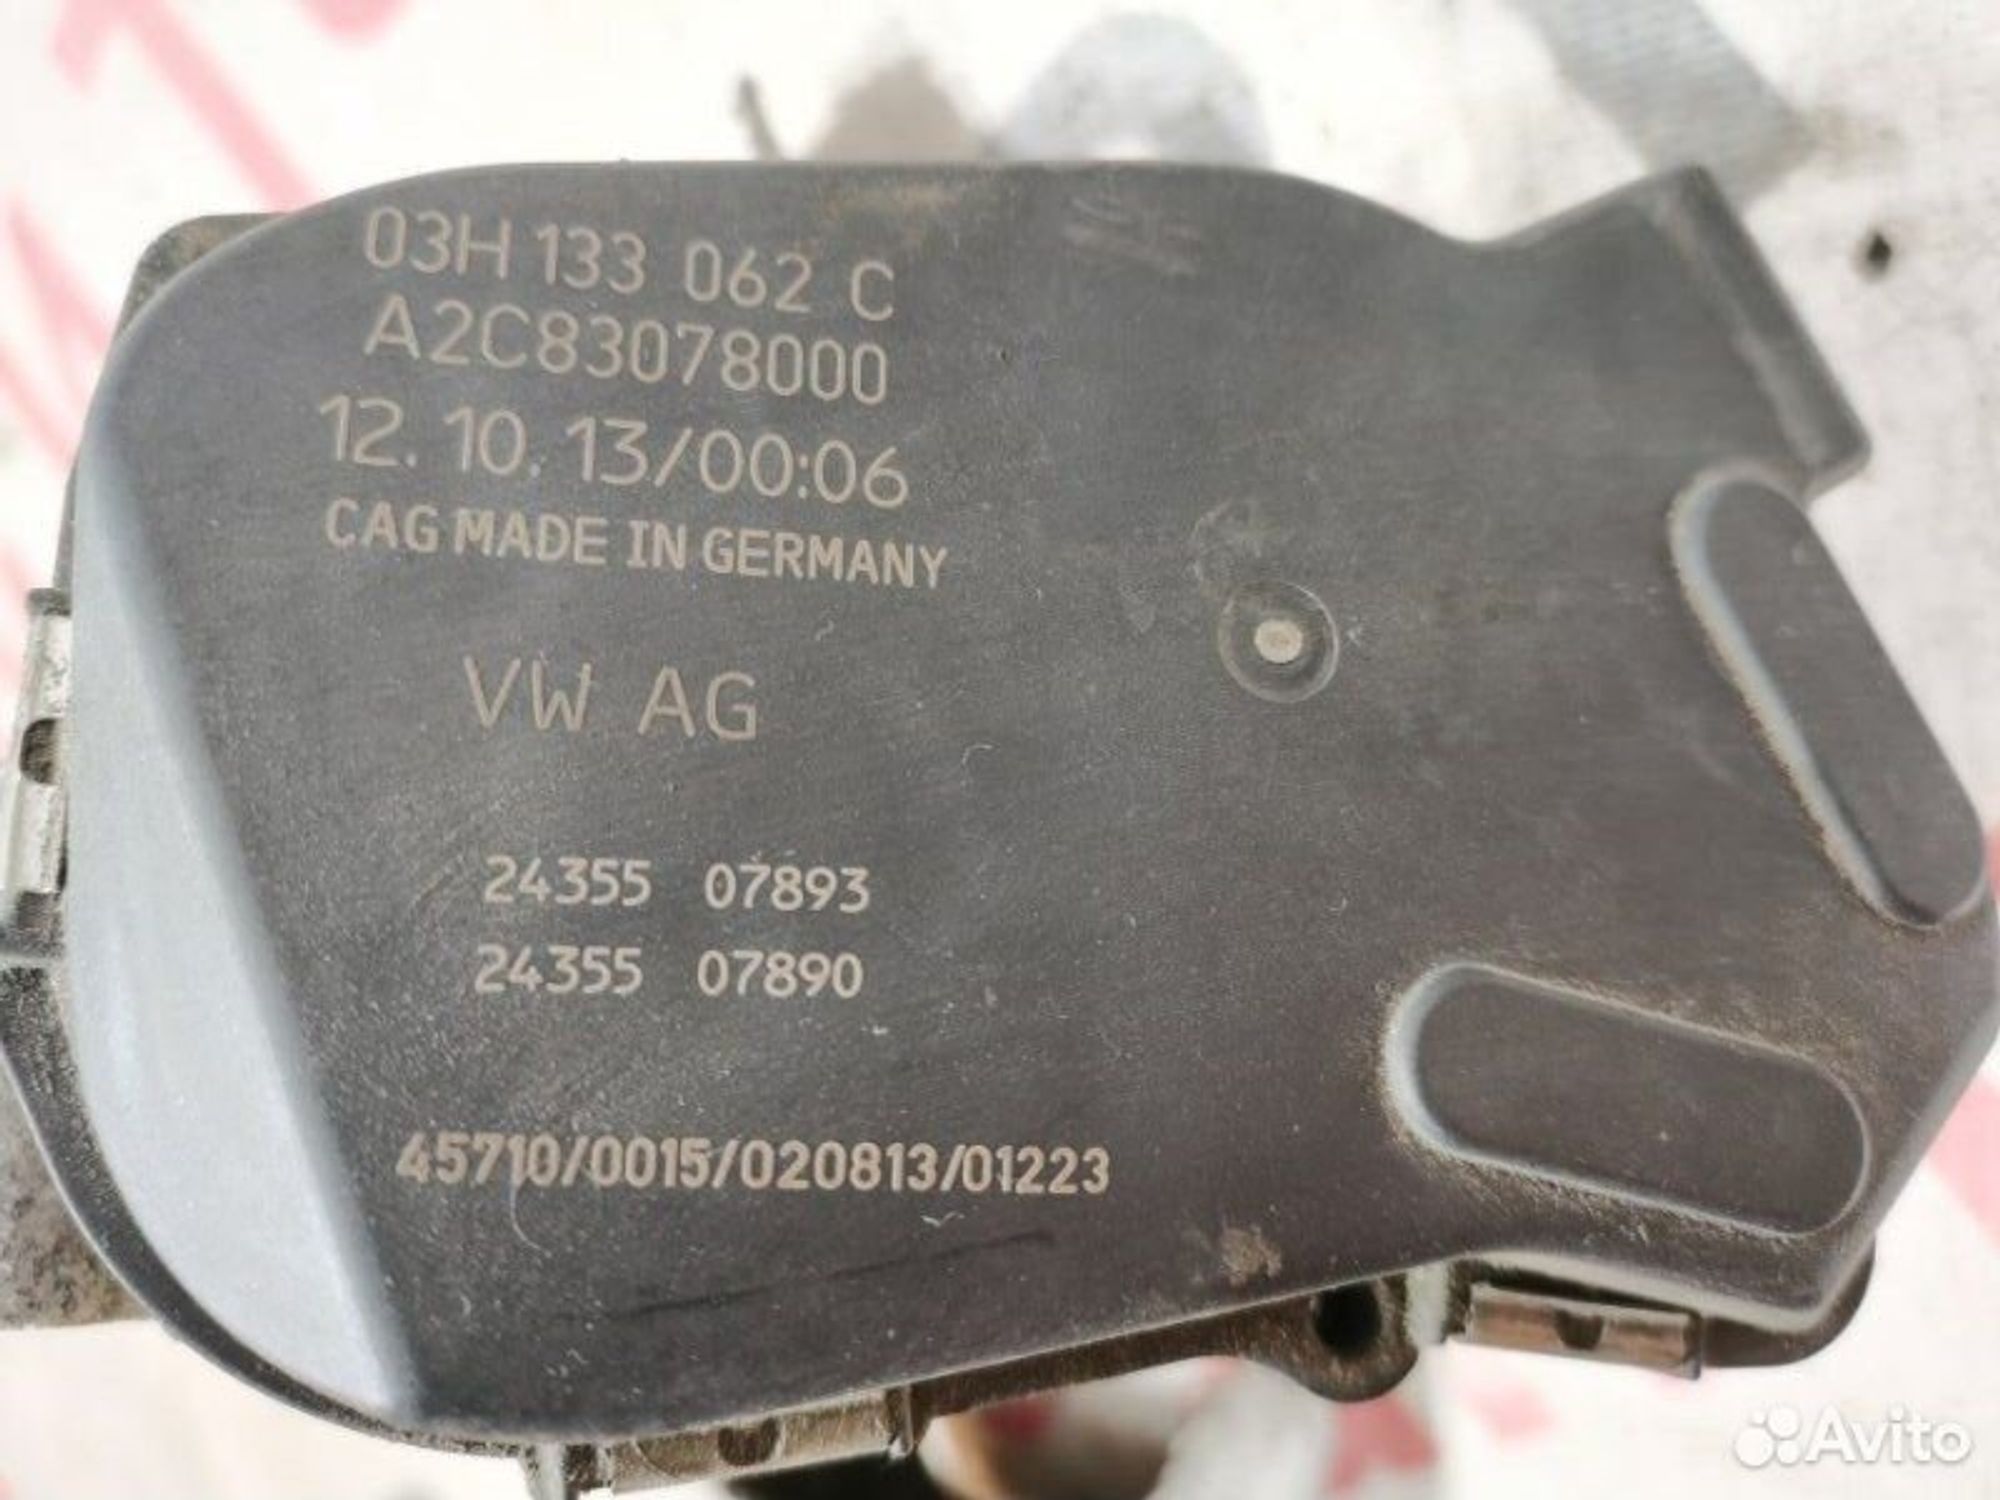 03H 133 062 C
A2C83078000
12.10.13/00:06
CAG MADE IN GERMANY
VW AG
24355 07893
24355 07890
45710/0015/020813/01223
Avito